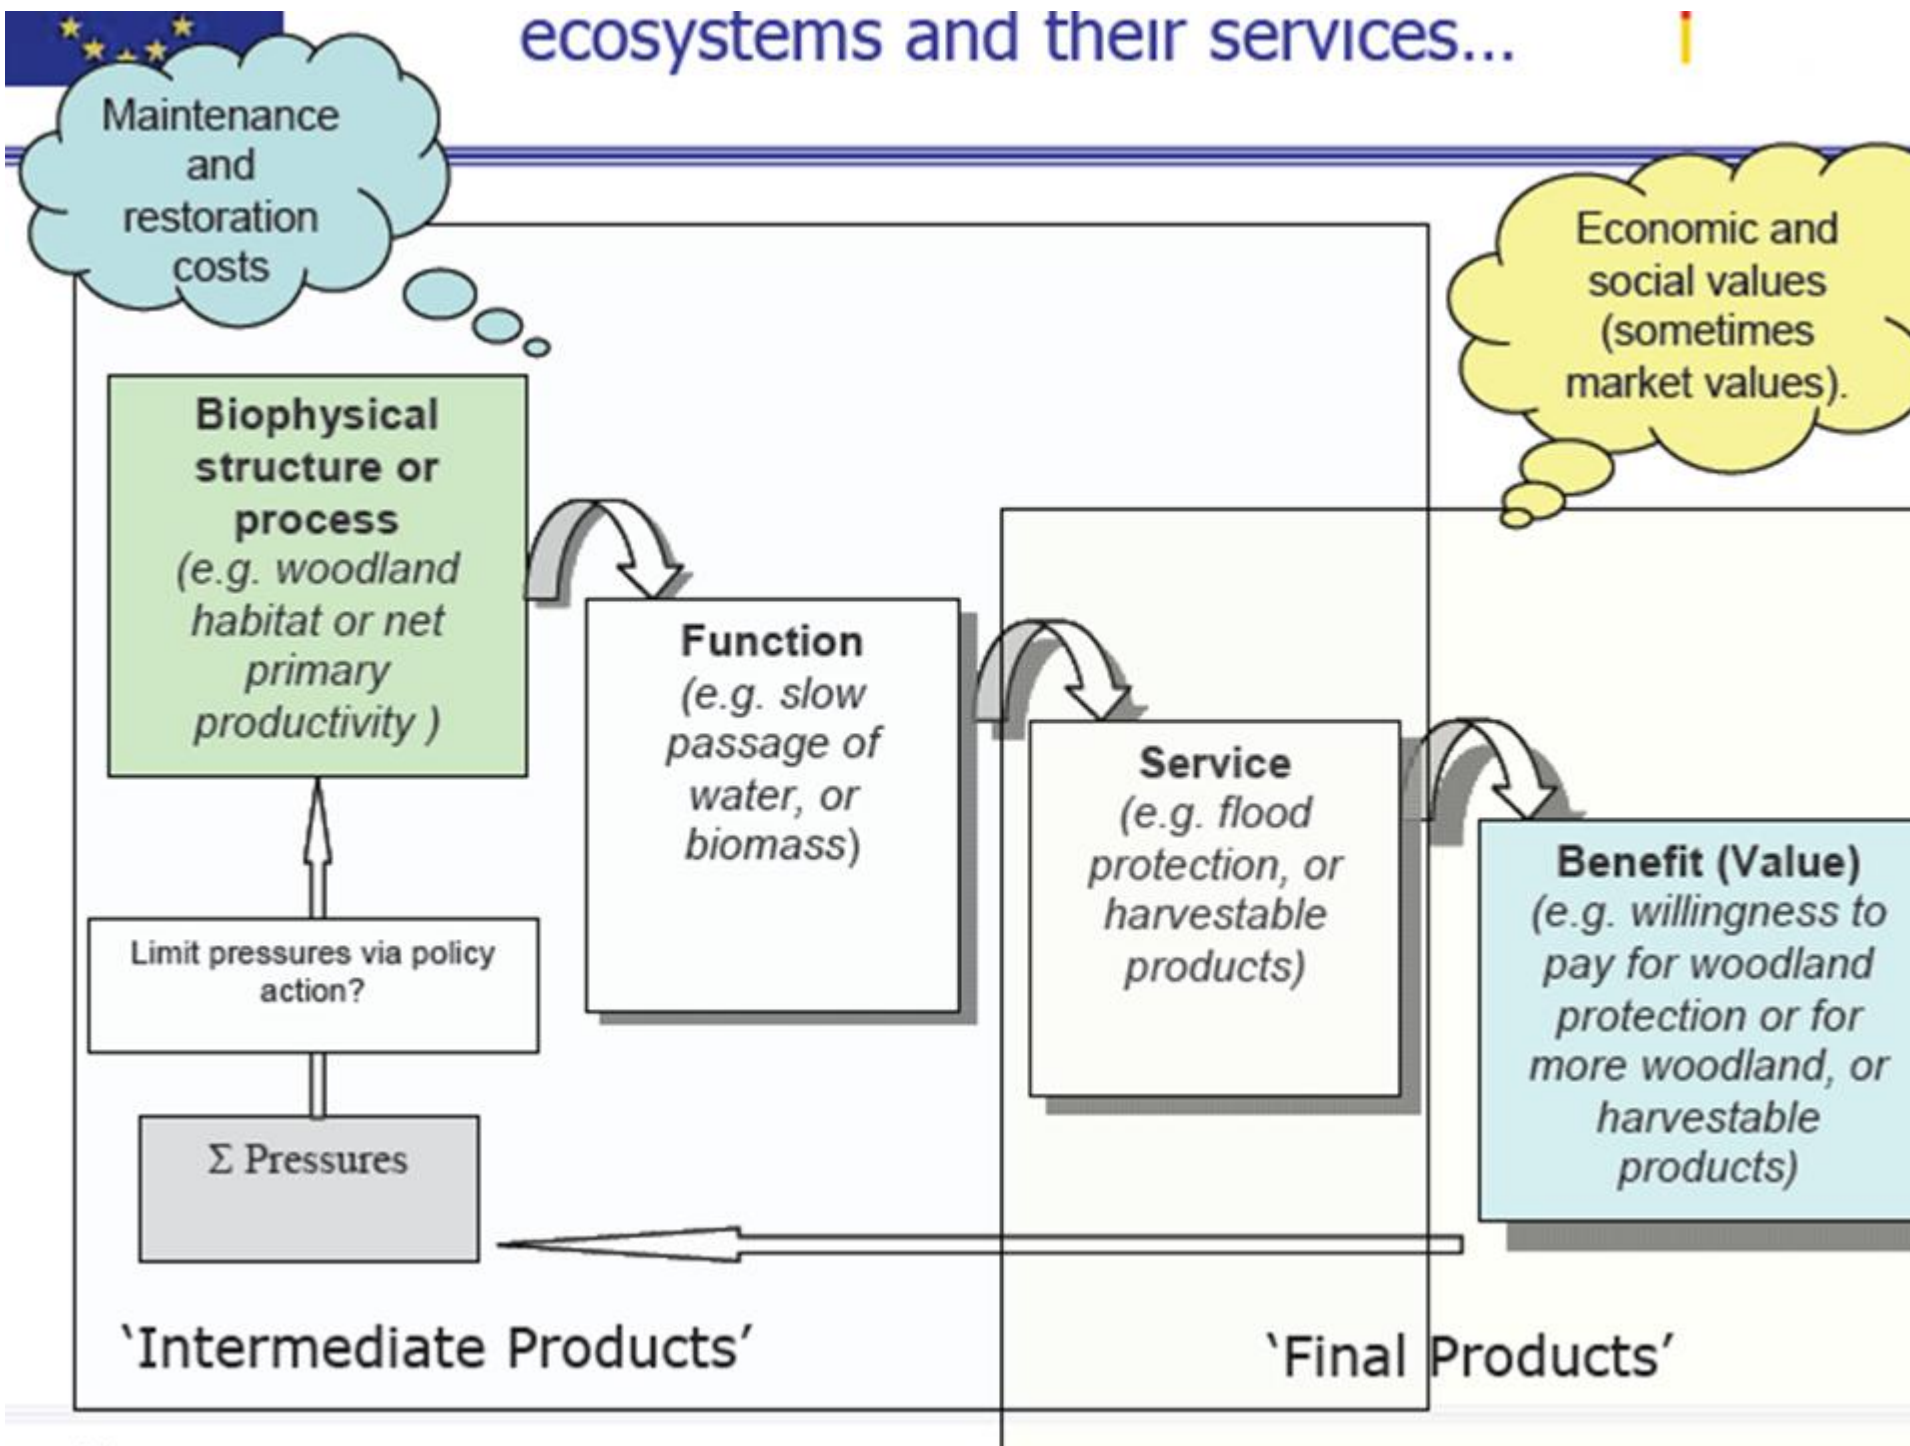 ecosystems and their services...
Maintenance
and
restoration
costs
Economic and
social values
(sometimes
market values).
Biophysical
structure or
process
(e.g. woodland
habitat or net
primary
productivity )
Function
(e.g. slow
passage of
water, or
biomass)
Service
(e.g. flood
protection, or
harvestable
products)
Benefit (Value)
(e.g. willingness to
pay for woodland
protection or for
more woodland, or
harvestable
products)
Limit pressures via policy
action?
Σ Pressures
‘Intermediate Products’
‘Final Products’